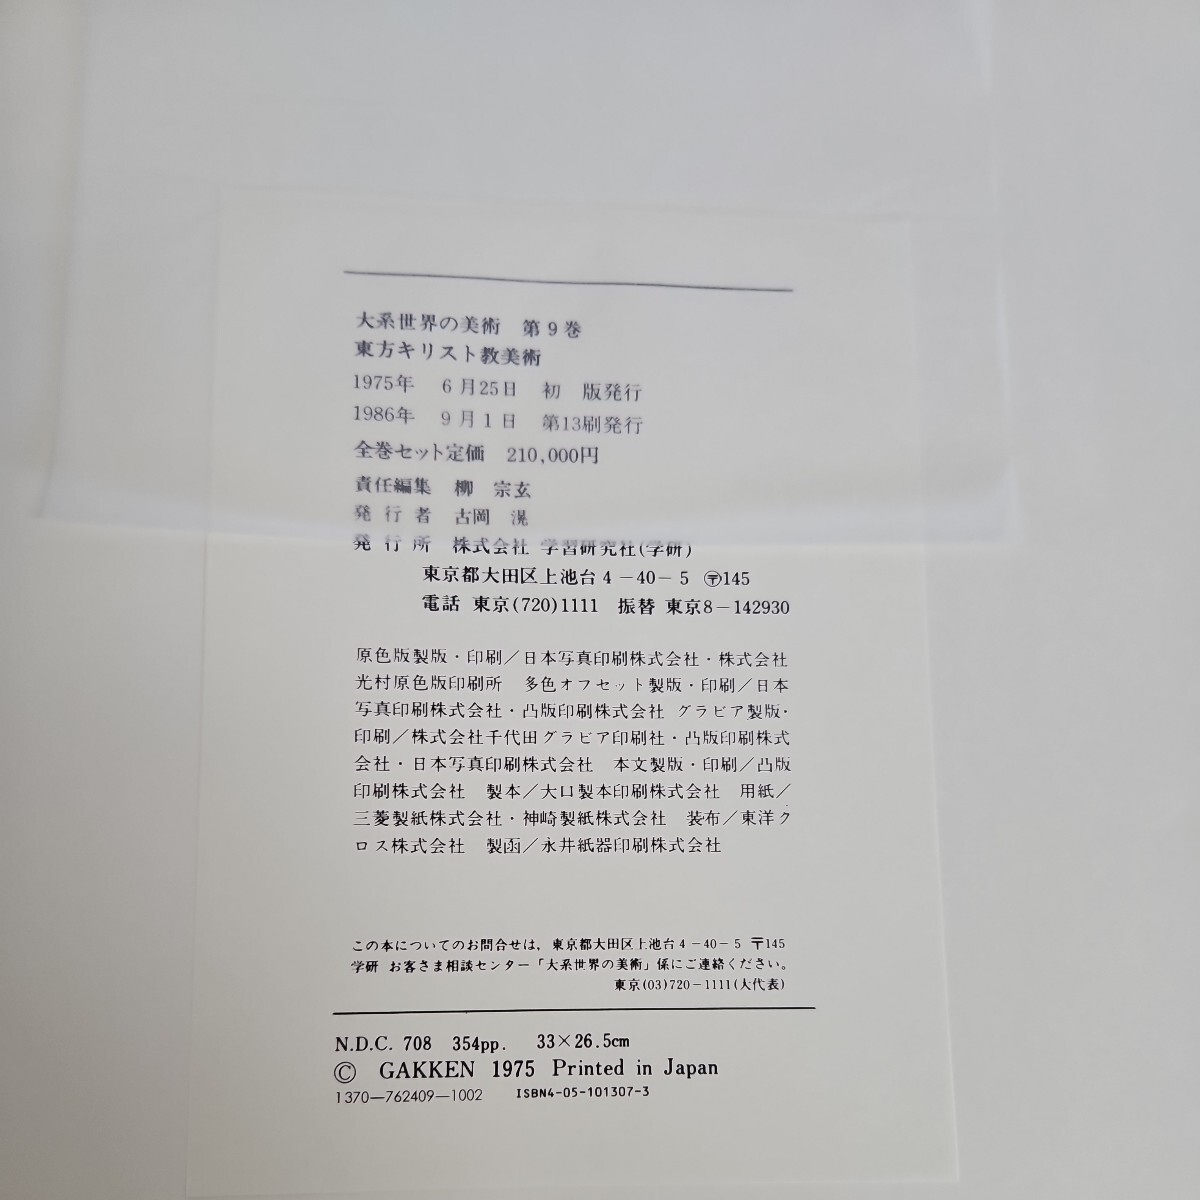 大系世界の美術　第9巻
東方キリスト教美術
1975年　6月25日　初　版発行
1986年　9月1日　第13刷発行
全巻セット定価　210,000円
責任編集　柳　宗玄
発行者　古岡　滉
発行所　株式会社 学習研究社(学研)
東京都大田区上池台4－40－5 〶145
電話 東京(720)1111　振替 東京8－142930
原色版製版・印刷／日本写真印刷株式会社・株式会社
光村原色版印刷所　多色オフセット製版・印刷／日本
写真印刷株式会社・凸版印刷株式会社 グラビア製版・
印刷／株式会社千代田グラビア印刷社・凸版印刷株式
会社・日本写真印刷株式会社　本文製版・印刷／凸版
印刷株式会社　製本／大口製本印刷株式会社　用紙／
三菱製紙株式会社・神崎製紙株式会社　装布／東洋ク
ロス株式会社　製函／永井紙器印刷株式会社
この本についてのお問合せは，東京都大田区上池台4－40－5 〒145
学研 お客さま相談センター「大系世界の美術」係にご連絡ください。
東京(03)720－1111(大代表)
N.D.C. 708　354pp.　33×26.5cm
© GAKKEN 1975 Printed in Japan
1370—762409—1002　ISBN4-05-101307-3